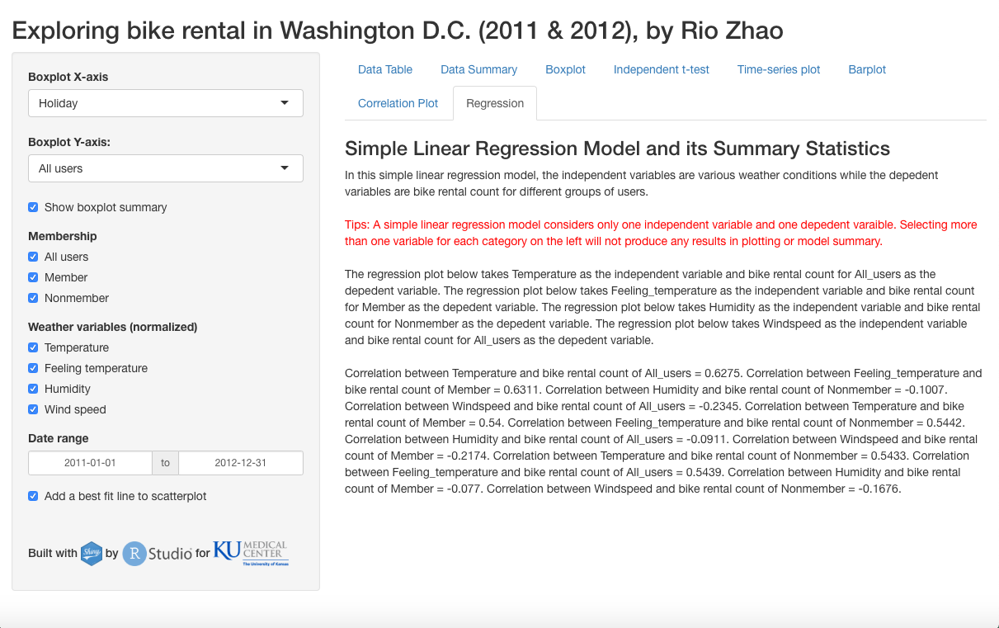 Exploring bike rental in Washington D.C. (2011 & 2012), by Rio Zhao
Boxplot X-axis
Holiday
Boxplot Y-axis:
All users
Show boxplot summary
Membership
All users
Member
Nonmember
Weather variables (normalized)
Temperature
Feeling temperature
Humidity
Wind speed
Date range
2011-01-01 to 2012-12-31
Add a best fit line to scatterplot
Built with Shiny by R Studio for KU MEDICAL CENTER The University of Kansas
Data Table Data Summary Boxplot Independent t-test Time-series plot Barplot
Correlation Plot Regression
Simple Linear Regression Model and its Summary Statistics
In this simple linear regression model, the independent variables are various weather conditions while the depedent
variables are bike rental count for different groups of users.
Tips: A simple linear regression model considers only one independent variable and one depedent varaible. Selecting more
than one variable for each category on the left will not produce any results in plotting or model summary.
The regression plot below takes Temperature as the independent variable and bike rental count for All_users as the
depedent variable. The regression plot below takes Feeling_temperature as the independent variable and bike rental count
for Member as the depedent variable. The regression plot below takes Humidity as the independent variable and bike rental
count for Nonmember as the depedent variable. The regression plot below takes Windspeed as the independent variable
and bike rental count for All_users as the depedent variable.
Correlation between Temperature and bike rental count of All_users = 0.6275. Correlation between Feeling_temperature and
bike rental count of Member = 0.6311. Correlation between Humidity and bike rental count of Nonmember = -0.1007.
Correlation between Windspeed and bike rental count of All_users = -0.2345. Correlation between Temperature and bike
rental count of Member = 0.54. Correlation between Feeling_temperature and bike rental count of Nonmember = 0.5442.
Correlation between Humidity and bike rental count of All_users = -0.0911. Correlation between Windspeed and bike rental
count of Member = -0.2174. Correlation between Temperature and bike rental count of Nonmember = 0.5433. Correlation
between Feeling_temperature and bike rental count of All_users = 0.5439. Correlation between Humidity and bike rental
count of Member = -0.077. Correlation between Windspeed and bike rental count of Nonmember = -0.1676.